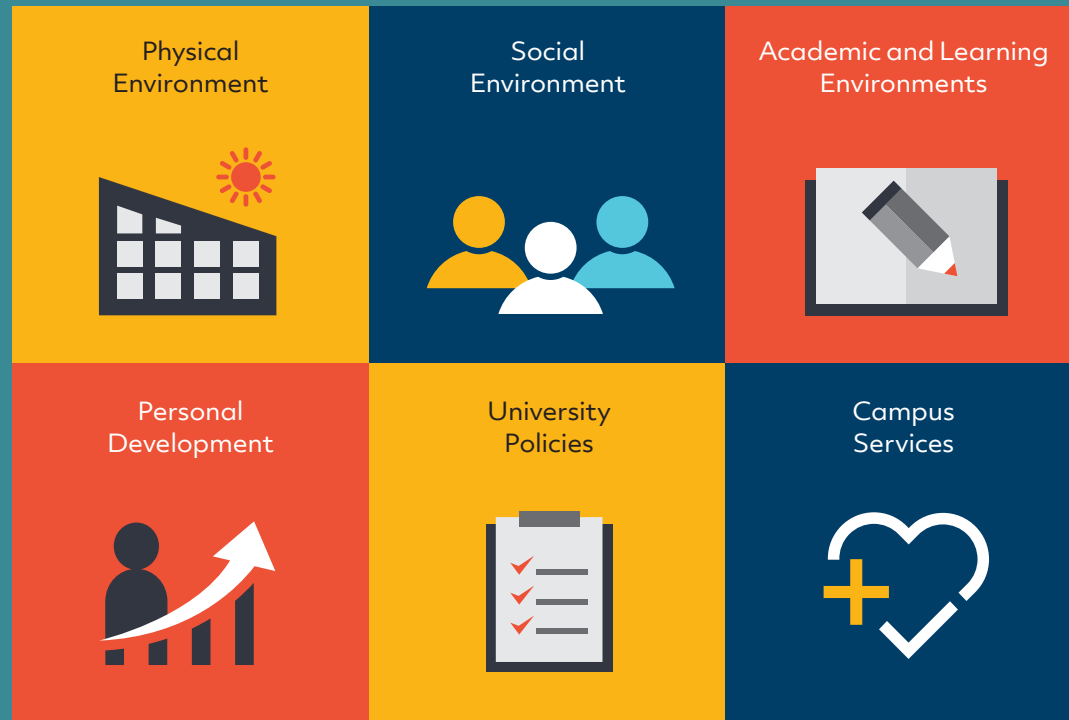 Physical
Environment
Social
Environment
Academic and Learning
Environments
Personal
Development
University
Policies
Campus
Services